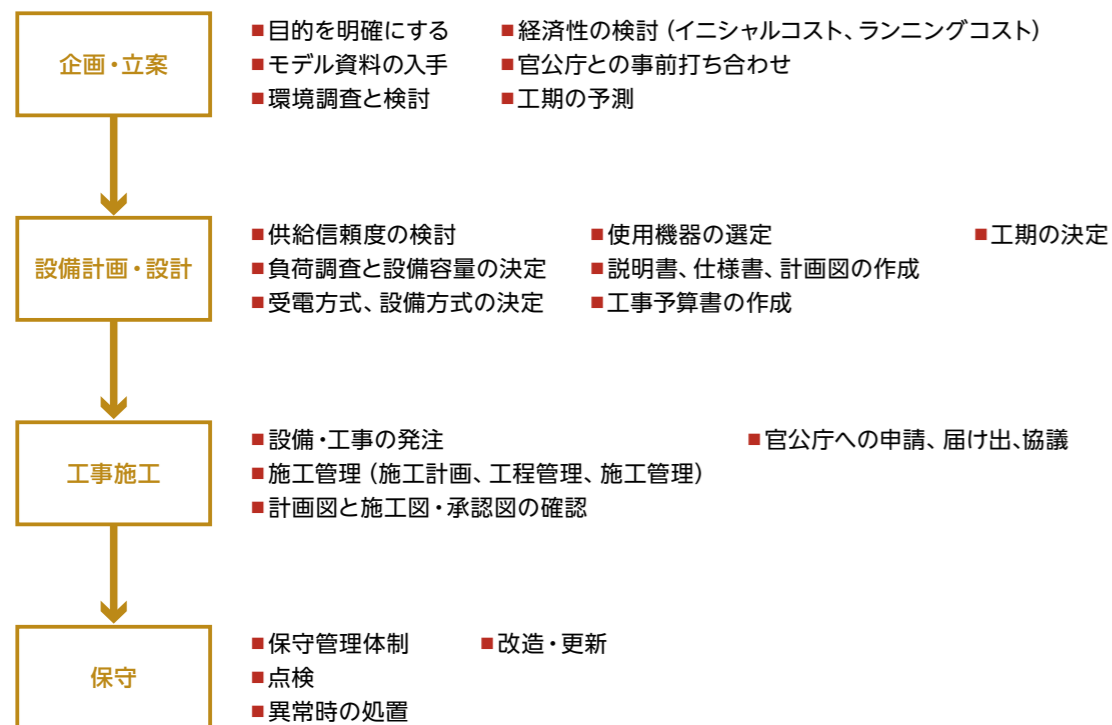 企画・立案
■目的を明確にする ■経済性の検討（イニシャルコスト、ランニングコスト）
■モデル資料の入手 ■官公庁との事前打ち合わせ
■環境調査と検討 ■工期の予測
設備計画・設計
■供給信頼度の検討 ■使用機器の選定 ■工期の決定
■負荷調査と設備容量の決定 ■説明書、仕様書、計画図の作成
■受電方式、設備方式の決定 ■工事予算書の作成
工事施工
■設備・工事の発注 ■官公庁への申請、届け出、協議
■施工管理（施工計画、工程管理、施工管理）
■計画図と施工図・承認図の確認
保守
■保守管理体制 ■改造・更新
■点検
■異常時の処置